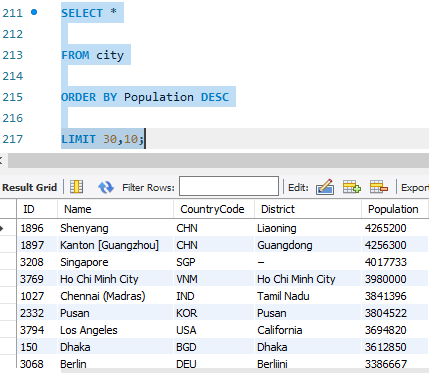 211 SELECT *
212
213 FROM city
214
215 ORDER BY Population DESC
216
217 LIMIT 30,10;
Result Grid Filter Rows: Edit: Export
ID Name CountryCode District Population
1896 Shenyang CHN Liaoning 4265200
1897 Kanton [Guangzhou] CHN Guangdong 4256300
3208 Singapore SGP – 4017733
3769 Ho Chi Minh City VNM Ho Chi Minh City 3980000
1027 Chennai (Madras) IND Tamil Nadu 3841396
2332 Pusan KOR Pusan 3804522
3794 Los Angeles USA California 3694820
150 Dhaka BGD Dhaka 3612850
3068 Berlin DEU Berliini 3386667